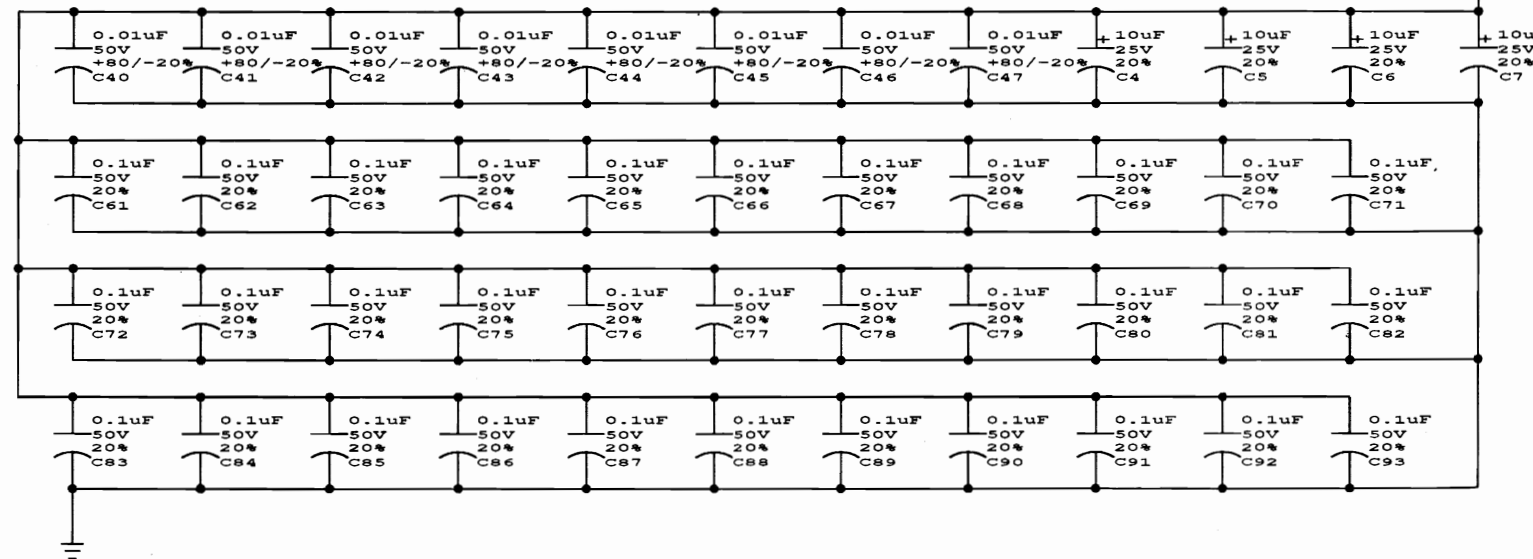 0.01uF 0.01uF 0.01uF 0.01uF 0.01uF 0.01uF 0.01uF 0.01uF + 10uF + 10uF + 10uF + 10u
50V 50V 50V 50V 50V 50V 50V 50V 25V 25V 25V 25V
+80/-20% +80/-20% +80/-20% +80/-20% +80/-20% +80/-20% +80/-20% +80/-20% 20% 20% 20% 20%
C40 C41 C42 C43 C44 C45 C46 C47 C4 C5 C6 C7
0.1uF 0.1uF 0.1uF 0.1uF 0.1uF 0.1uF 0.1uF 0.1uF 0.1uF 0.1uF 0.1uF
50V 50V 50V 50V 50V 50V 50V 50V 50V 50V 50V
20% 20% 20% 20% 20% 20% 20% 20% 20% 20% 20%
C61 C62 C63 C64 C65 C66 C67 C68 C69 C70 C71
0.1uF 0.1uF 0.1uF 0.1uF 0.1uF 0.1uF 0.1uF 0.1uF 0.1uF 0.1uF 0.1uF
50V 50V 50V 50V 50V 50V 50V 50V 50V 50V 50V
20% 20% 20% 20% 20% 20% 20% 20% 20% 20% 20%
C72 C73 C74 C75 C76 C77 C78 C79 C80 C81 C82
0.1uF 0.1uF 0.1uF 0.1uF 0.1uF 0.1uF 0.1uF 0.1uF 0.1uF 0.1uF 0.1uF
50V 50V 50V 50V 50V 50V 50V 50V 50V 50V 50V
20% 20% 20% 20% 20% 20% 20% 20% 20% 20% 20%
C83 C84 C85 C86 C87 C88 C89 C90 C91 C92 C93